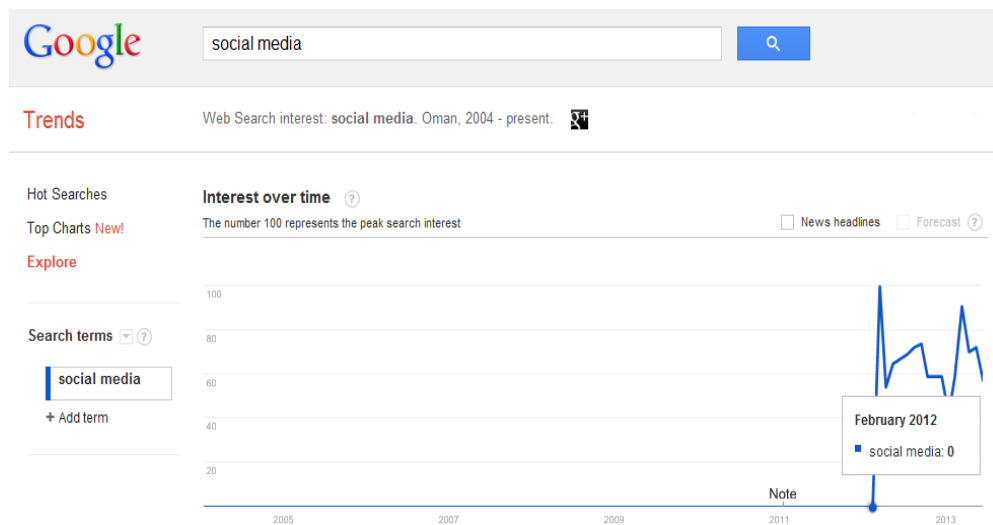 Google
social media
Trends
Web Search interest: social media. Oman, 2004 - present.
g+
Hot Searches
Top Charts New!
Explore
Interest over time ?
The number 100 represents the peak search interest
News headlines
Forecast ?
Search terms ?
social media
+ Add term
100
80
60
40
20
February 2012
social media: 0
Note
2005 2007 2009 2011 2013